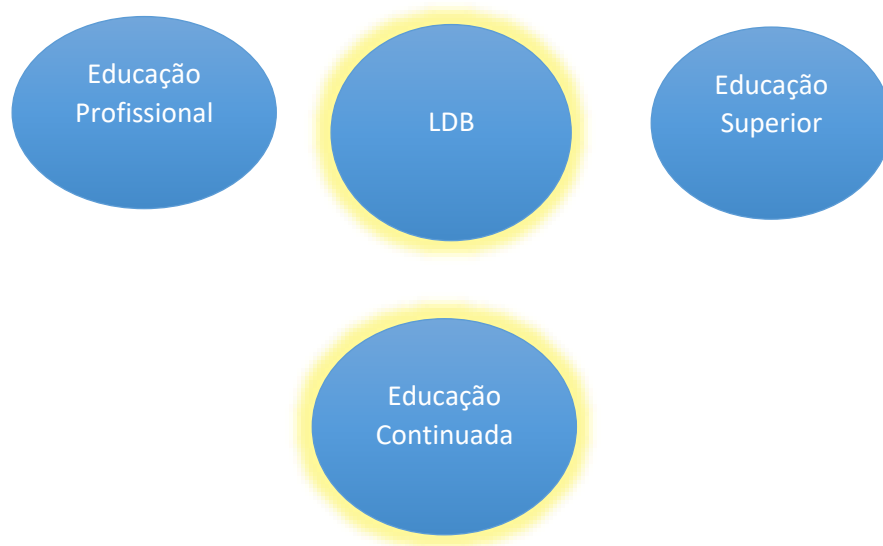 Educação
Profissional
LDB
Educação
Superior
Educação
Continuada